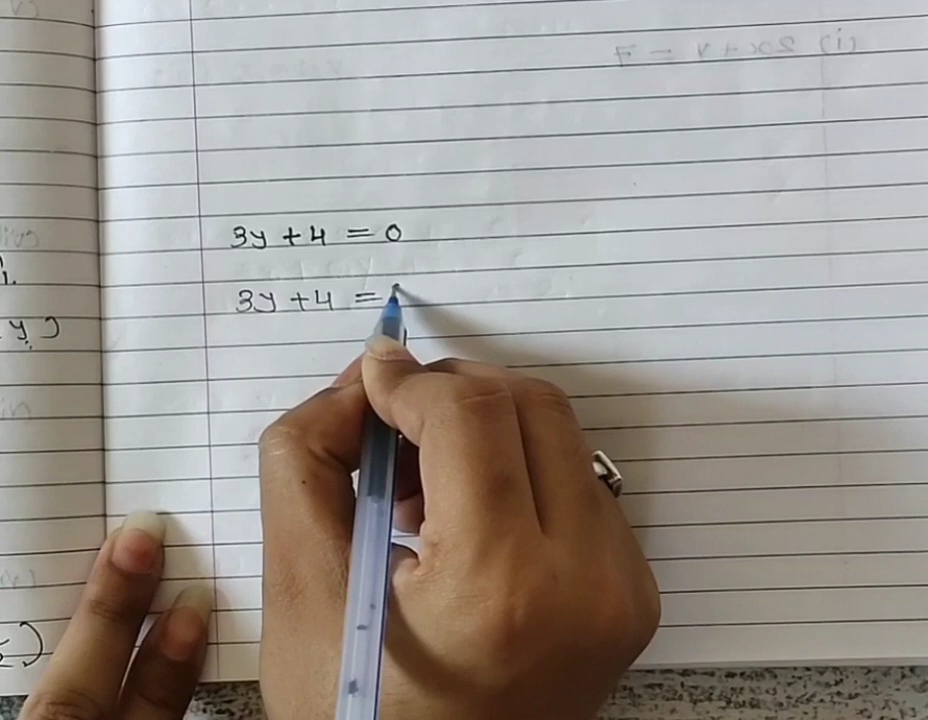 3y + 4 = 0
3y + 4 =
y)